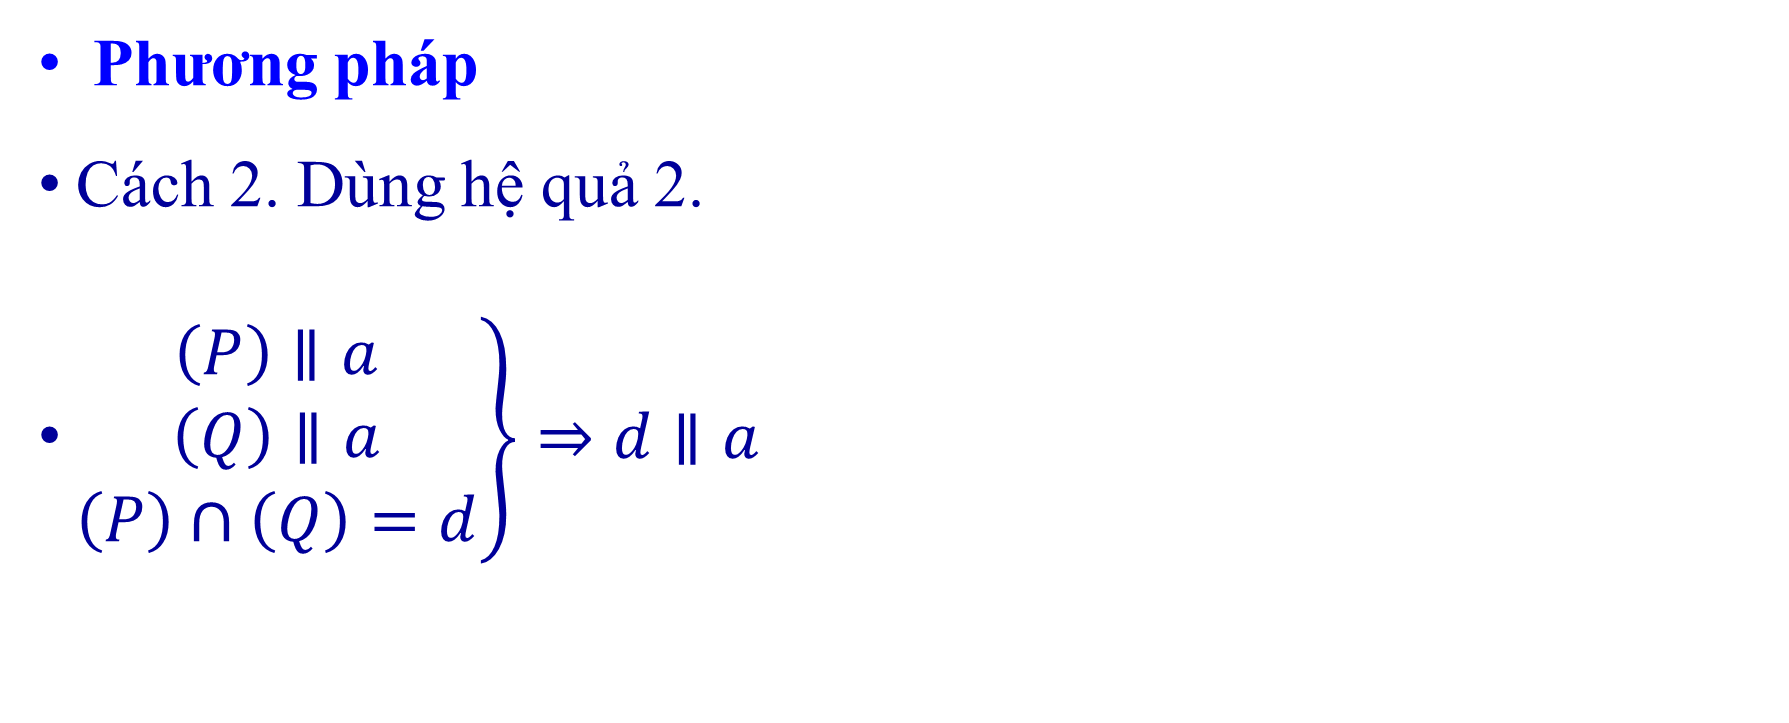 • Phương pháp
• Cách 2. Dùng hệ quả 2.
(P) ∥ a
(Q) ∥ a
• (P) ∩ (Q) = d } ⇒ d ∥ a